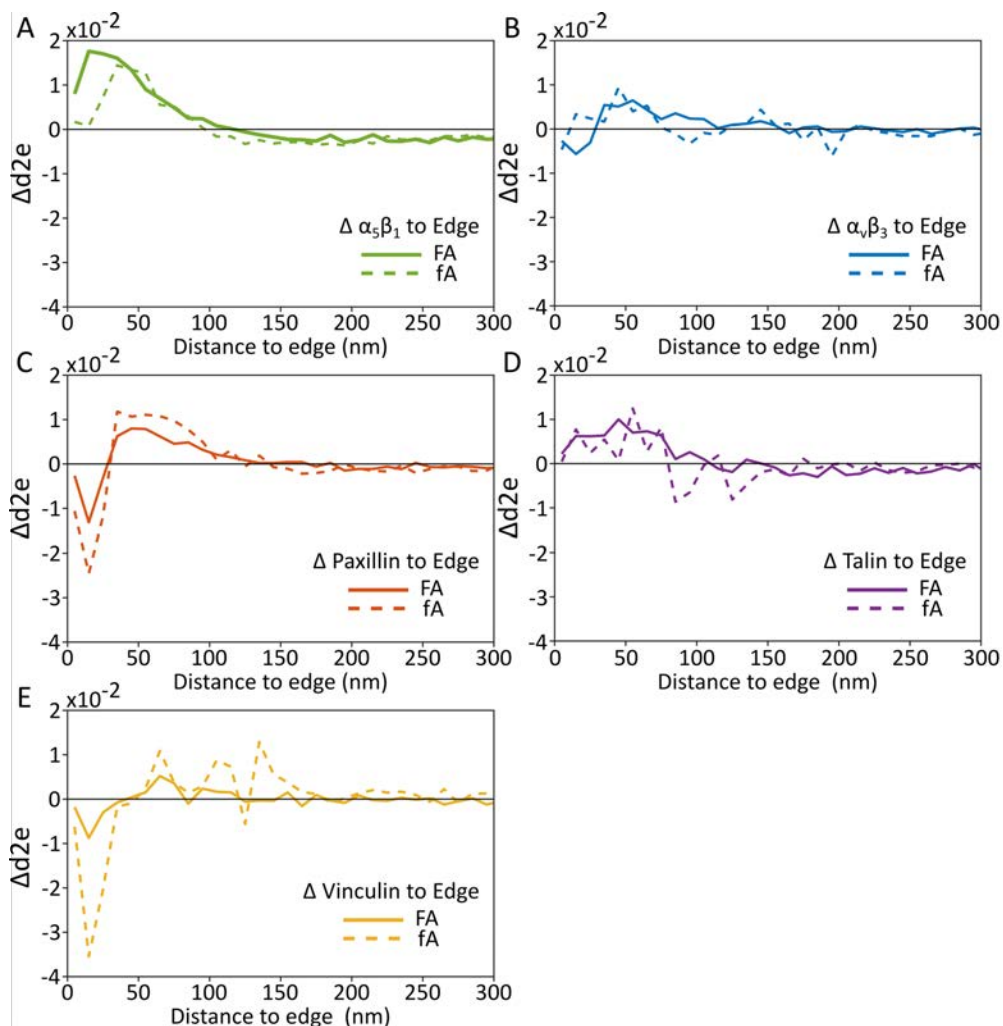 A
x10⁻²
2
1
0
-1
-2
-3
-4
Δd2e
Δ α₅β₁ to Edge
FA
fA
0 50 100 150 200 250 300
Distance to edge (nm)
B
x10⁻²
2
1
0
-1
-2
-3
-4
Δd2e
Δ αᵥβ₃ to Edge
FA
fA
0 50 100 150 200 250 300
Distance to edge (nm)
C
x10⁻²
2
1
0
-1
-2
-3
-4
Δd2e
Δ Paxillin to Edge
FA
fA
0 50 100 150 200 250 300
Distance to edge (nm)
D
x10⁻²
2
1
0
-1
-2
-3
-4
Δd2e
Δ Talin to Edge
FA
fA
0 50 100 150 200 250 300
Distance to edge (nm)
E
x10⁻²
2
1
0
-1
-2
-3
-4
Δd2e
Δ Vinculin to Edge
FA
fA
0 50 100 150 200 250 300
Distance to edge (nm)